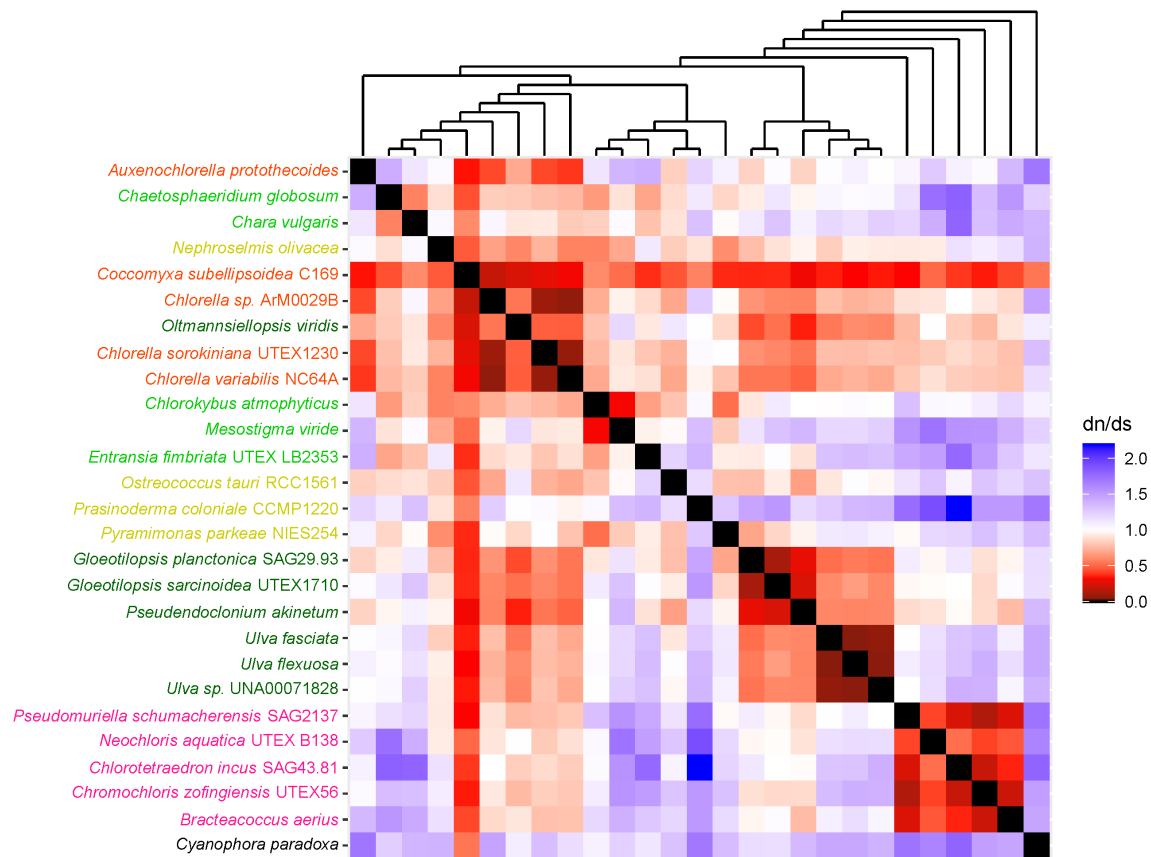 Auxenochlorella protothecoides
Chaetosphaeridium globosum
Chara vulgaris
Nephroselmis olivacea
Coccomyxa subellipsoidea C169
Chlorella sp. ArM0029B
Oltmannsiellopsis viridis
Chlorella sorokiniana UTEX1230
Chlorella variabilis NC64A
Chlorokybus atmophyticus
Mesostigma viride
Entransia fimbriata UTEX LB2353
Ostreococcus tauri RCC1561
Prasinoderma coloniale CCMP1220
Pyramimonas parkeae NIES254
Gloeotilopsis planctonica SAG29.93
Gloeotilopsis sarcinoidea UTEX1710
Pseudendoclonium akinetum
Ulva fasciata
Ulva flexuosa
Ulva sp. UNA00071828
Pseudomuriella schumacherensis SAG2137
Neochloris aquatica UTEX B138
Chlorotetraedron incus SAG43.81
Chromochloris zofingiensis UTEX56
Bracteacoccus aerius
Cyanophora paradoxa
dn/ds
2.0
1.5
1.0
0.5
0.0